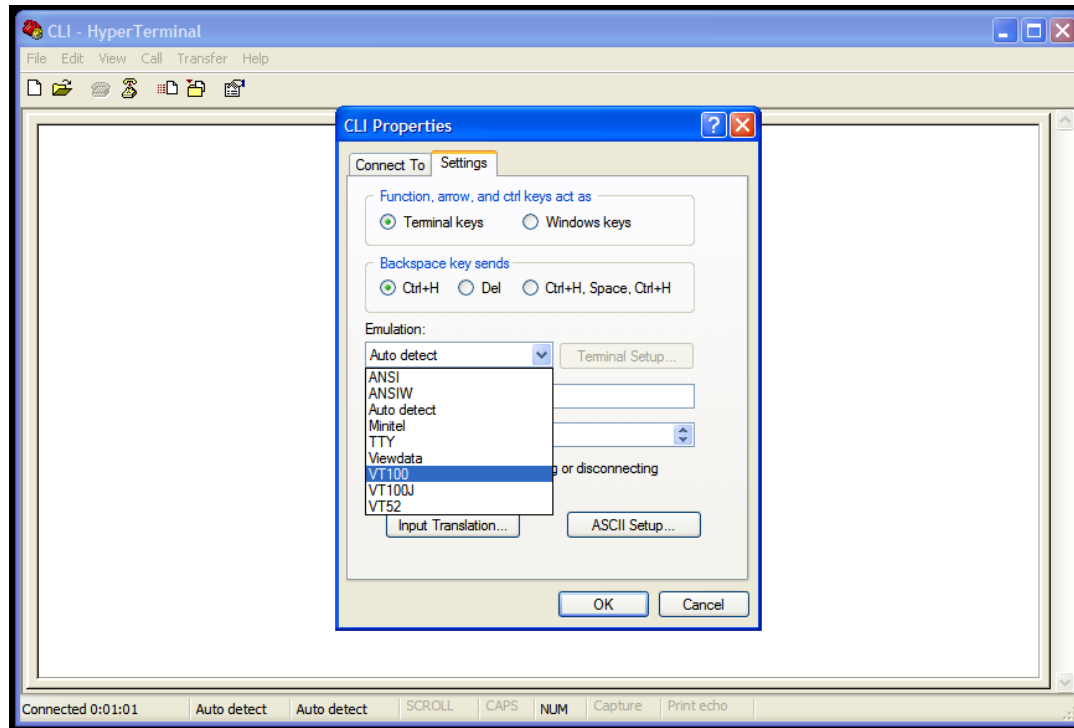 CLI - HyperTerminal
File Edit View Call Transfer Help
CLI Properties
Connect To Settings
Function, arrow, and ctrl keys act as
Terminal keys Windows keys
Backspace key sends
Ctrl+H Del Ctrl+H, Space, Ctrl+H
Emulation:
Auto detect Terminal Setup...
ANSI
ANSIW
Auto detect
Minitel
TTY
Viewdata
or disconnecting
VT100
VT100J
VT52
Input Translation... ASCII Setup...
OK Cancel
Connected 0:01:01 Auto detect Auto detect SCROLL CAPS NUM Capture Print echo